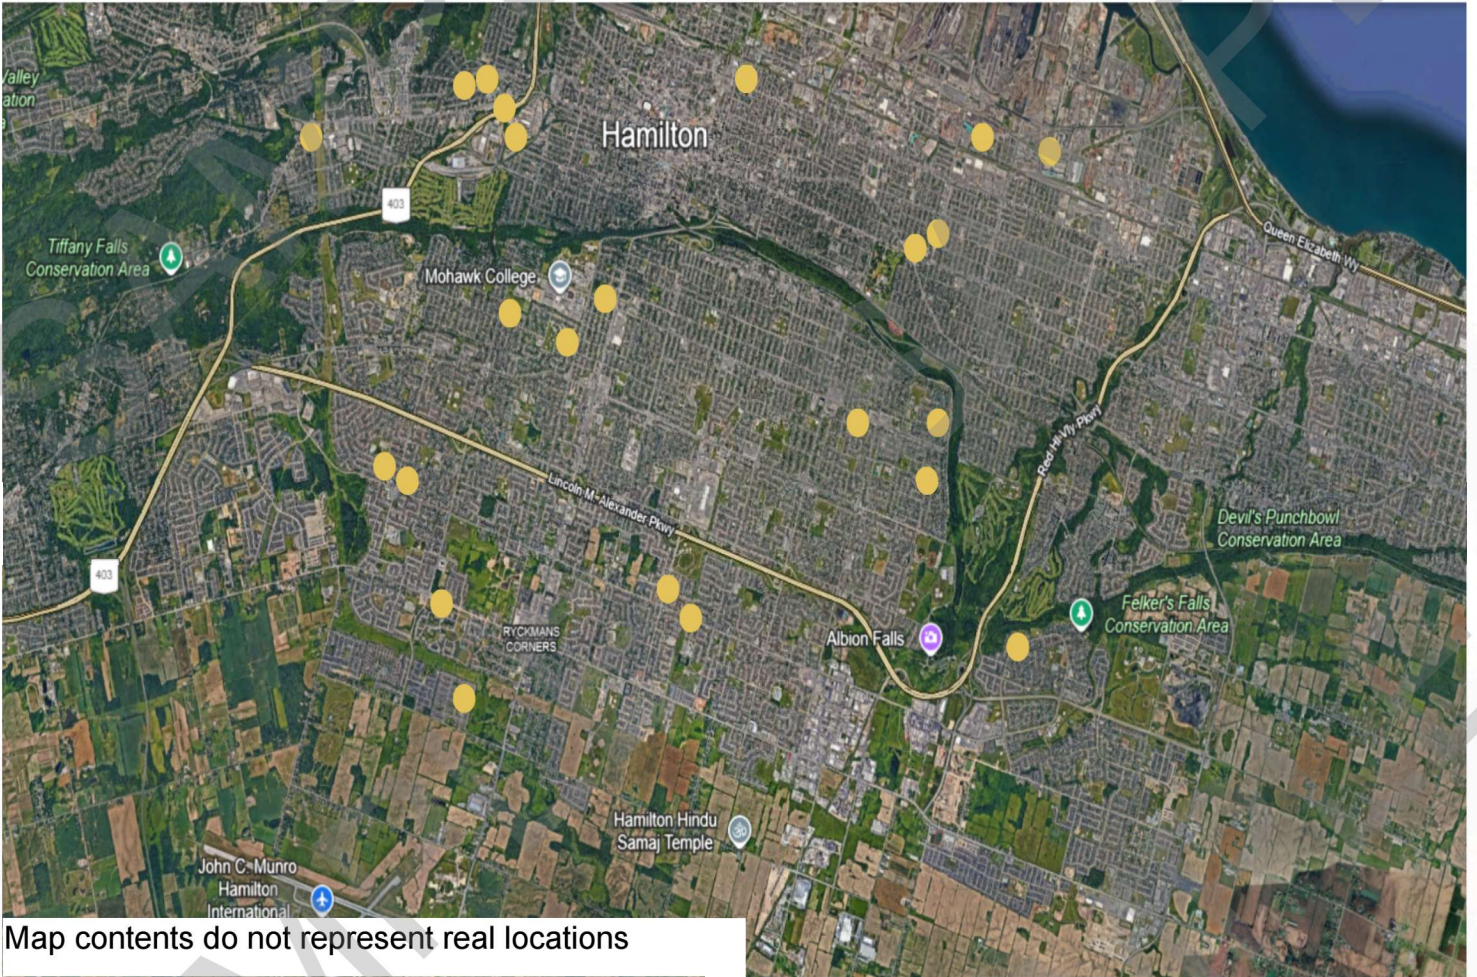 Valley
ation
Hamilton
403
Tiffany Falls
Conservation Area
Mohawk College
Queen Elizabeth Wy
Red Hill Vly Pkwy
Lincoln M. Alexander Pkwy
Devil's Punchbowl
Conservation Area
403
Felker's Falls
Conservation Area
RYCKMANS
CORNERS
Albion Falls
Hamilton Hindu
Samaj Temple
John C. Munro
Hamilton
International
Map contents do not represent real locations